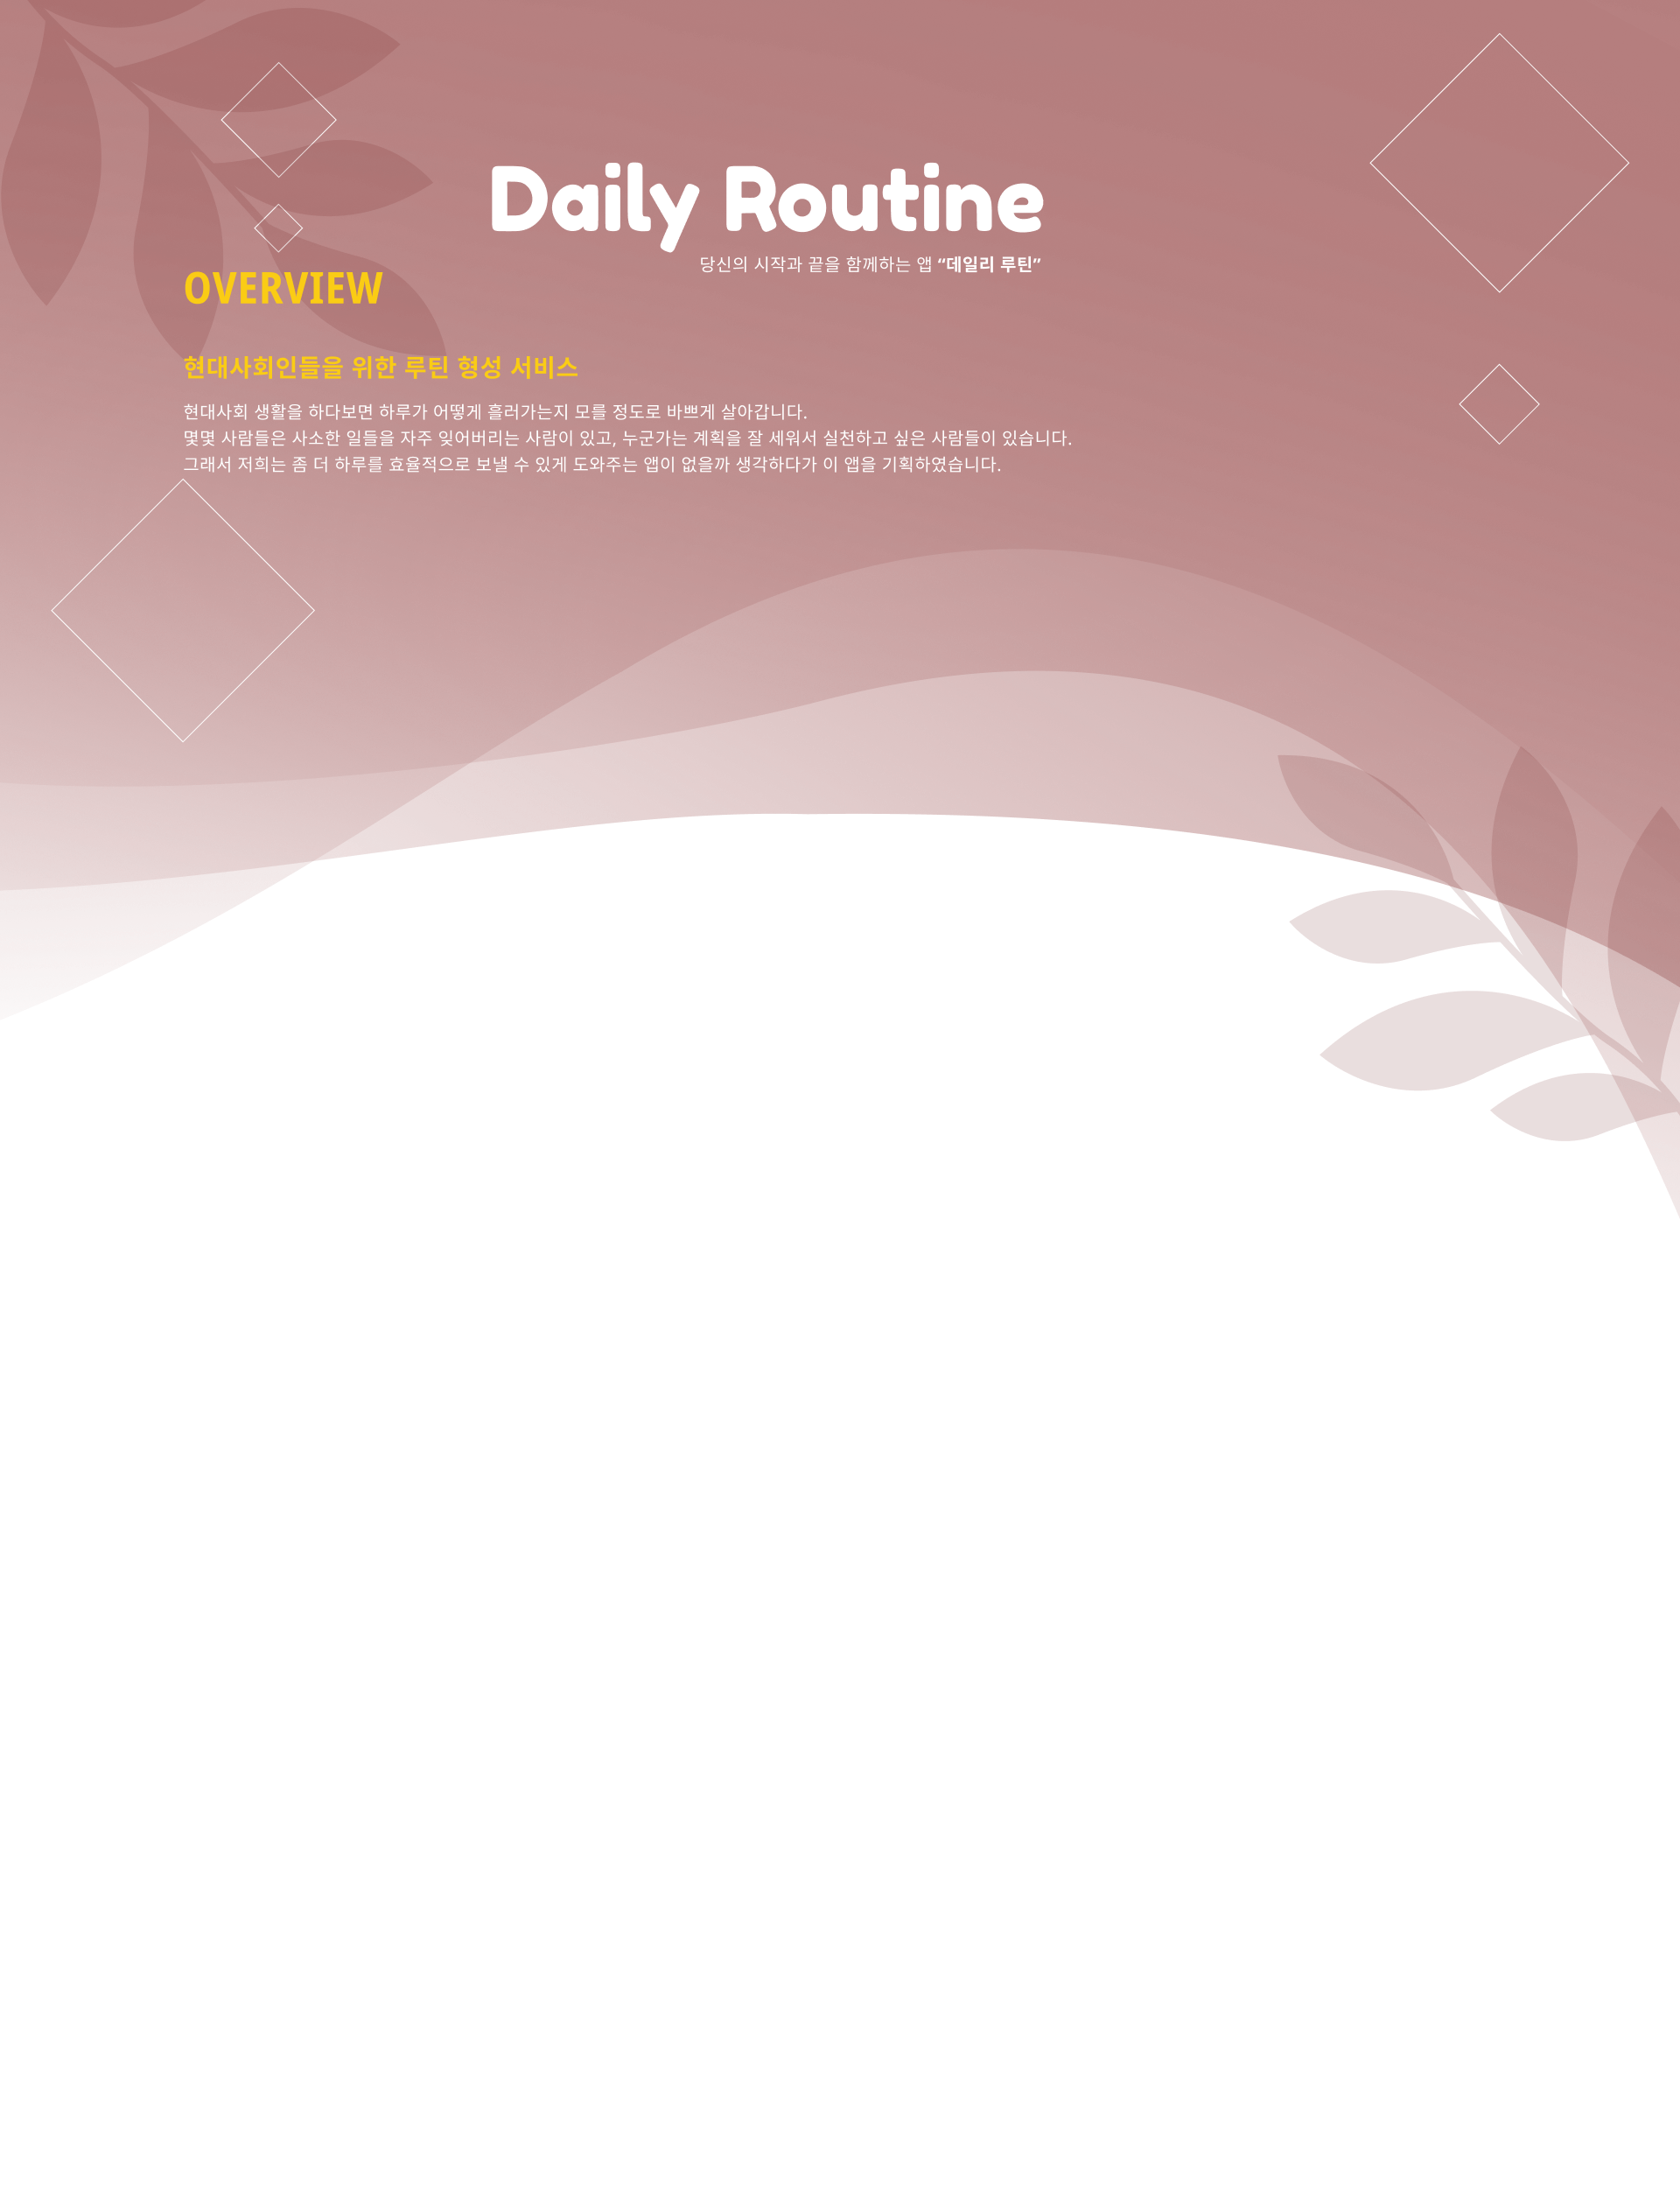 Daily Routine
당신의 시작과 끝을 함께하는 앱 “데일리 루틴”
OVERVIEW
현대사회인들을 위한 루틴 형성 서비스
현대사회 생활을 하다보면 하루가 어떻게 흘러가는지 모를 정도로 바쁘게 살아갑니다.
몇몇 사람들은 사소한 일들을 자주 잊어버리는 사람이 있고, 누군가는 계획을 잘 세워서 실천하고 싶은 사람들이 있습니다.
그래서 저희는 좀 더 하루를 효율적으로 보낼 수 있게 도와주는 앱이 없을까 생각하다가 이 앱을 기획하였습니다.